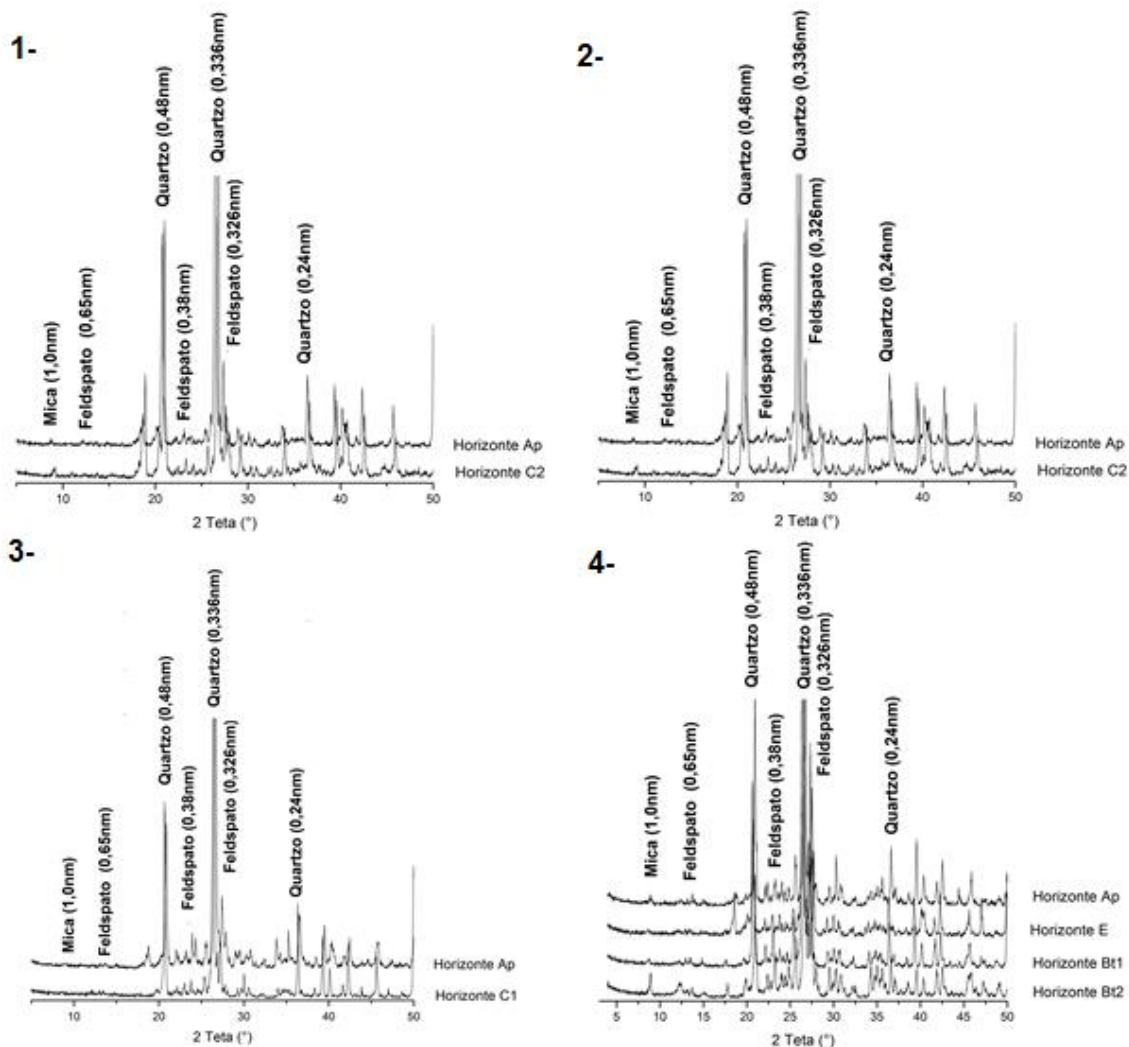 1-
Mica (1,0nm)
Feldspato (0,65nm)
Quartzo (0,48nm)
Feldspato (0,38nm)
Quartzo (0,336nm)
Feldspato (0,326nm)
Quartzo (0,24nm)
Horizonte Ap
Horizonte C2
10 20 30 40 50
2 Teta (°)
2-
Mica (1,0nm)
Feldspato (0,65nm)
Quartzo (0,48nm)
Feldspato (0,38nm)
Quartzo (0,336nm)
Feldspato (0,326nm)
Quartzo (0,24nm)
Horizonte Ap
Horizonte C2
10 20 30 40 50
2 Teta (°)
3-
Mica (1,0nm)
Feldspato (0,65nm)
Quartzo (0,48nm)
Feldspato (0,38nm)
Quartzo (0,336nm)
Feldspato (0,326nm)
Quartzo (0,24nm)
Horizonte Ap
Horizonte C1
10 20 30 40 50
2 Teta (°)
4-
Mica (1,0nm)
Feldspato (0,65nm)
Quartzo (0,48nm)
Feldspato (0,38nm)
Quartzo (0,336nm)
Feldspato (0,326nm)
Quartzo (0,24nm)
Horizonte Ap
Horizonte E
Horizonte Bt1
Horizonte Bt2
5 10 15 20 25 30 35 40 45 50
2 Teta (°)